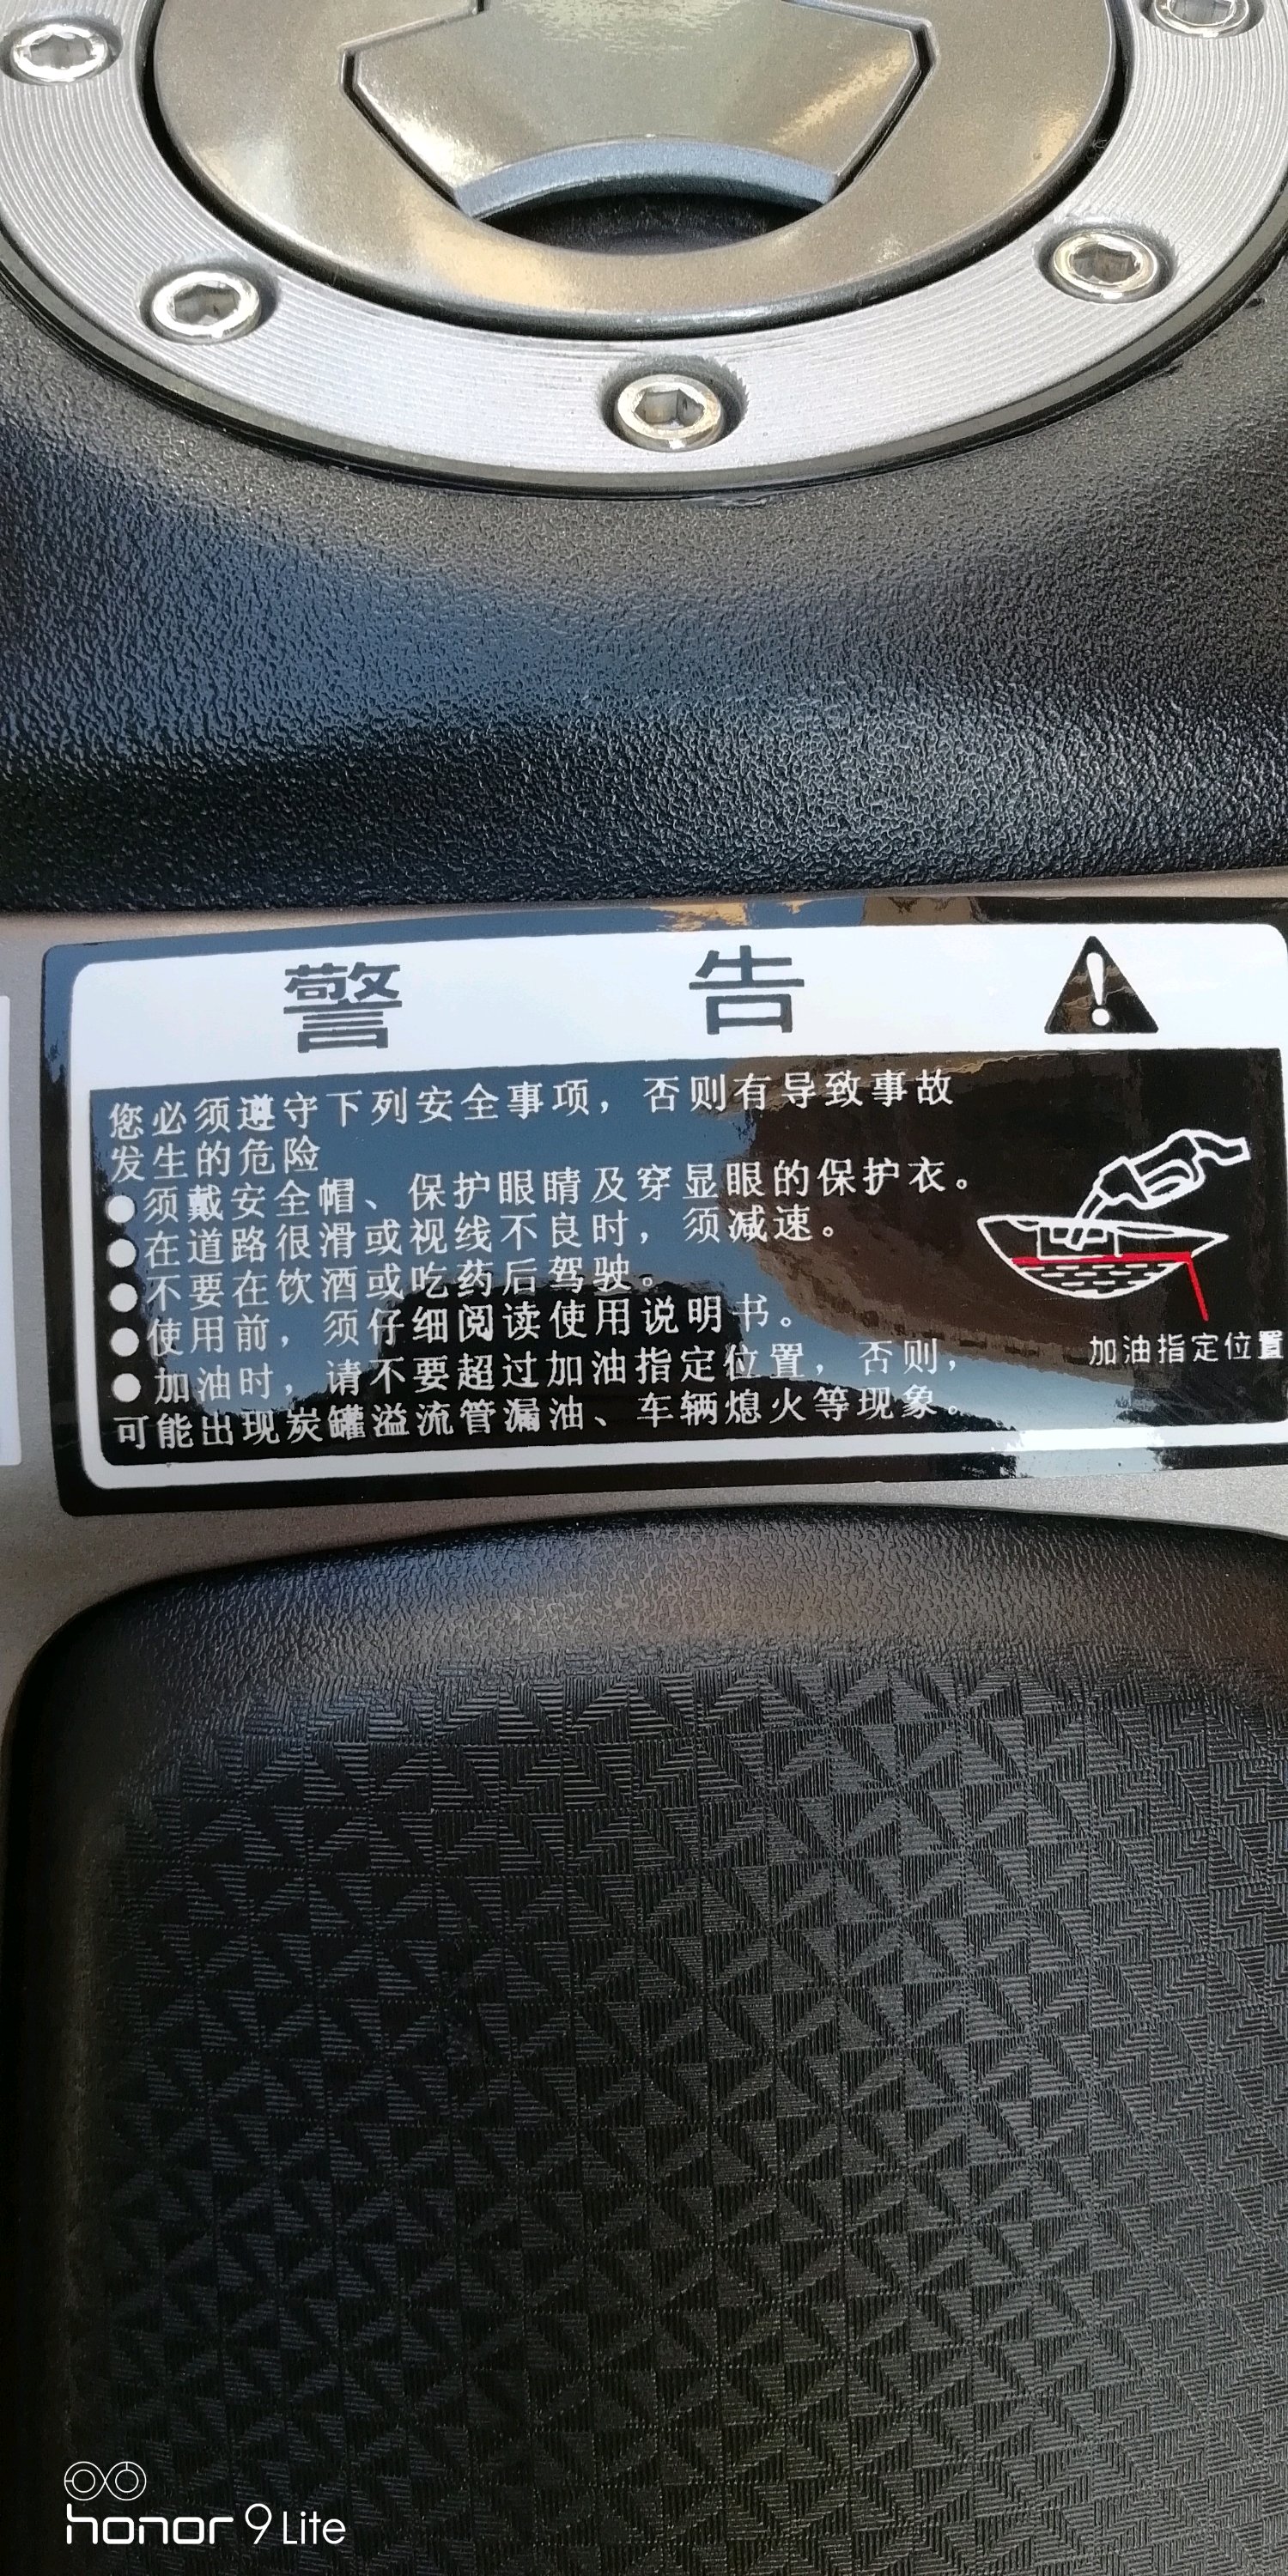 警 告
您必须遵守下列安全事项，否则有导致事故
发生的危险
●须戴安全帽、保护眼睛及穿显眼的保护衣。
●在道路很滑或视线不良时，须减速。
●不要在饮酒或吃药后驾驶。
●使用前，须仔细阅读使用说明书。
●加油时，请不要超过加油指定位置，否则，
可能出现炭罐溢流管漏油、车辆熄火等现象。
加油指定位置
honor 9 Lite